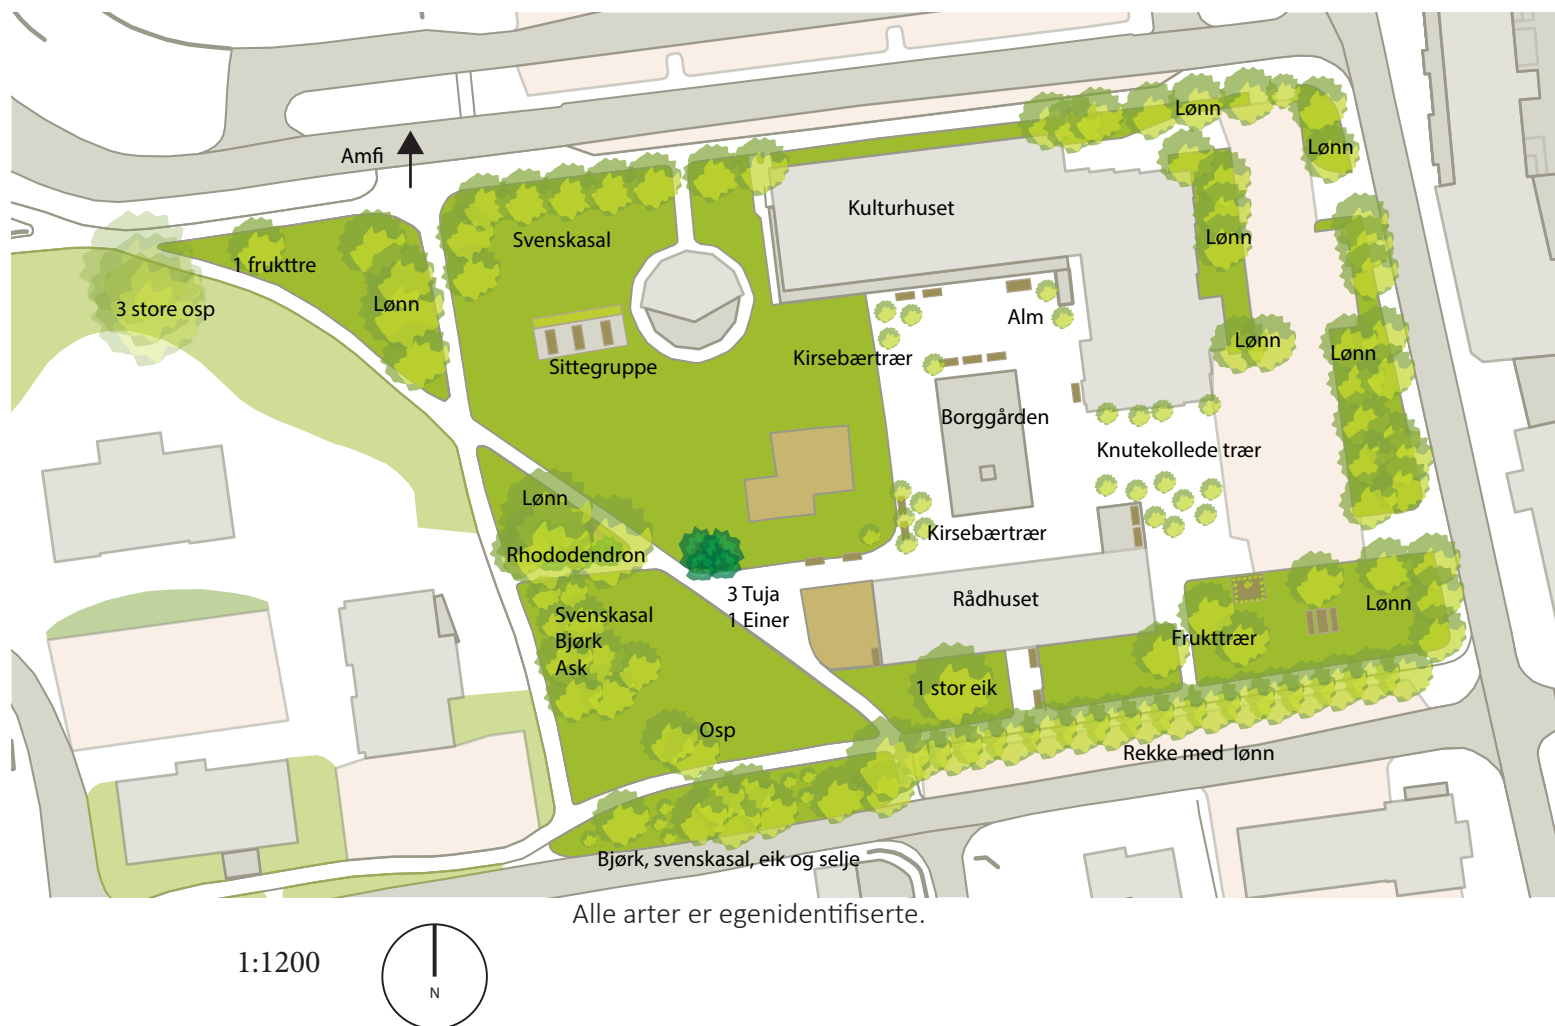 Lønn
Lønn
Amfi
Kulturhuset
Svenskasal
Lønn
1 frukttre
3 store osp
Lønn
Alm
Lønn
Lønn
Kirsebærtrær
Sittegruppe
Borggården
Knutekollede trær
Lønn
Kirsebærtrær
Rhododendron
3 Tuja
1 Einer
Rådhuset
Lønn
Svenskasal
Bjørk
Ask
Frukttrær
1 stor eik
Osp
Rekke med lønn
Bjørk, svenskasal, eik og selje
Alle arter er egenidentifiserte.
1:1200
N